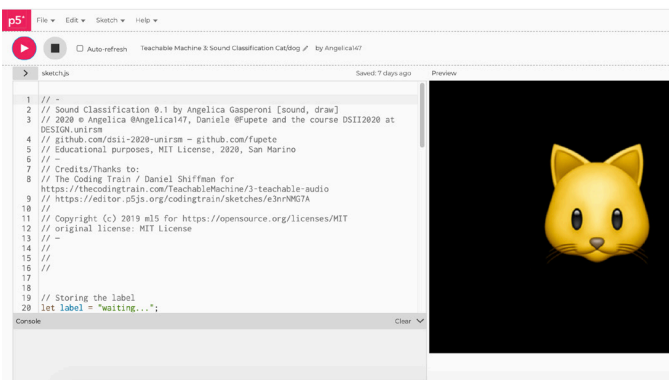 p5*
File Edit Sketch Help
Auto-refresh Teachable Machine 3: Sound Classification Cat/dog by Angelica147
sketch.js Saved: 7 days ago Preview
1 // -
2 // Sound Classification 0.1 by Angelica Gasperoni [sound, draw]
3 // 2020 © Angelica @Angelica147, Daniele @Fupete and the course DSII2020 at
DESIGN.unirsm
4 // github.com/dsii-2020-unirsm — github.com/fupete
5 // Educational purposes, MIT License, 2020, San Marino
6 // —
7 // Credits/Thanks to:
8 // The Coding Train / Daniel Shiffman for
https://thecodingtrain.com/TeachableMachine/3-teachable-audio
9 // https://editor.p5js.org/codingtrain/sketches/e3nrNMG7A
10 //
11 // Copyright (c) 2019 ml5 for https://opensource.org/licenses/MIT
12 // original license: MIT License
13 // —
14 //
15 //
16 //
17
18
19 // Storing the label
20 let label = "waiting...";
Console Clear